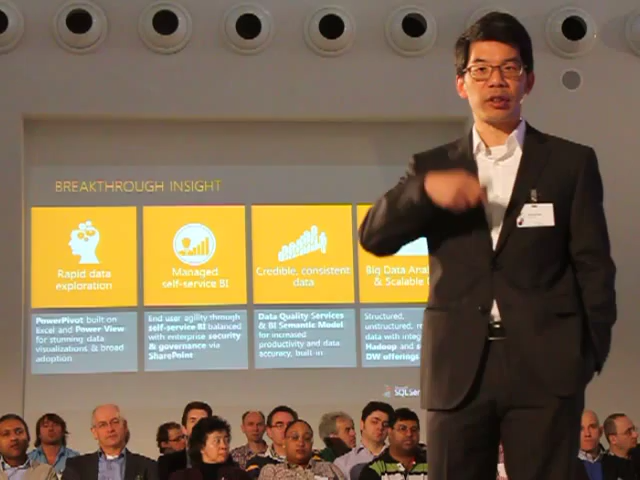 BREAKTHROUGH INSIGHT
Rapid data
exploration
Managed
self-service BI
Credible, consistent
data
Big Data
& Scalable
PowerPivot built on
Excel and Power View
for stunning data
visualizations & broad
adoption
End user agility through
self-service BI balanced
with enterprise security
& governance via
SharePoint
Data Quality Services
& BI Semantic Model
for increased
productivity and data
accuracy, built-in
Structured,
unstructured,
data with
Hadoop and
DW offerings
SQL Server